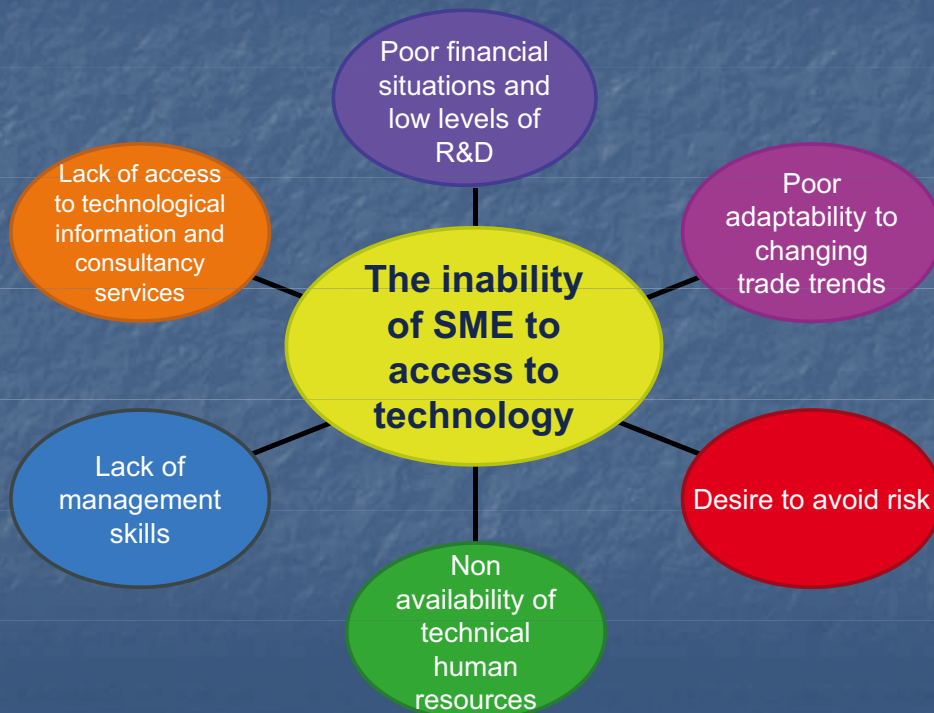 Poor financial
situations and
low levels of
R&D
Lack of access
to technological
information and
consultancy
services
Poor
adaptability to
changing
trade trends
The inability
of SME to
access to
technology
Lack of
management
skills
Desire to avoid risk
Non
availability of
technical
human
resources